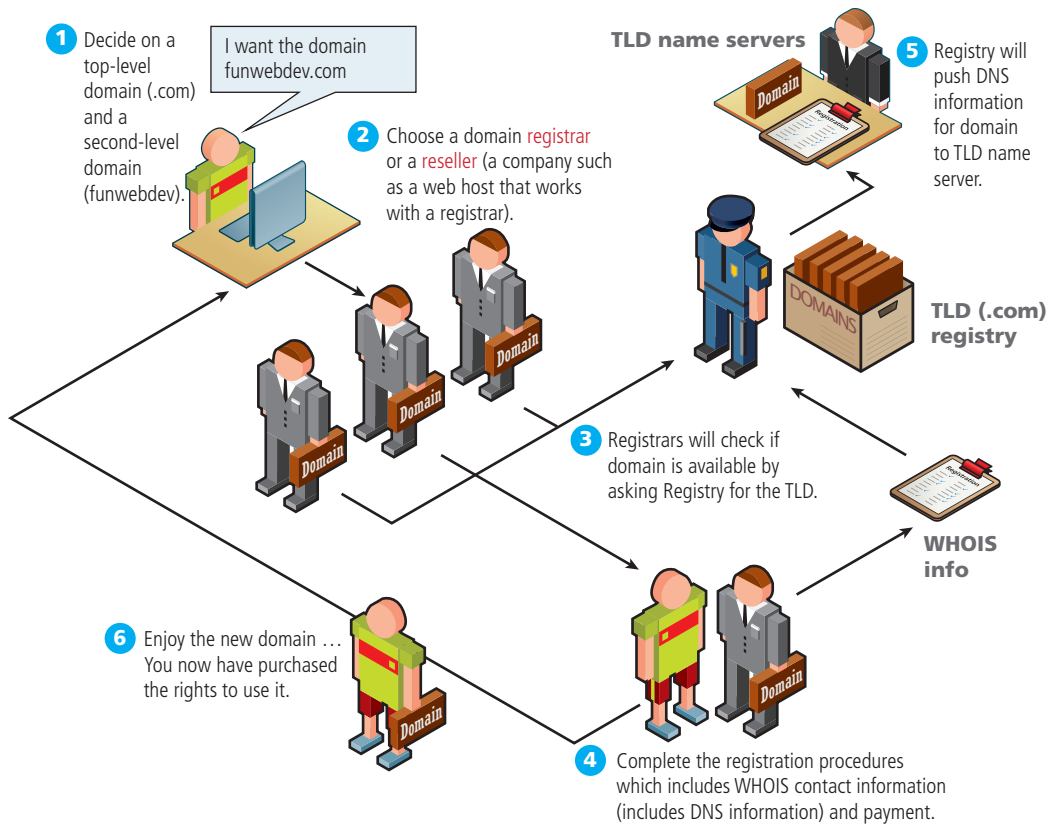 1 Decide on a
top-level
domain (.com)
and a
second-level
domain
(funwebdev).
I want the domain
funwebdev.com
2 Choose a domain registrar
or a reseller (a company such
as a web host that works
with a registrar).
Domain
Domain
Domain
3 Registrars will check if
domain is available by
asking Registry for the TLD.
DOMAINS
TLD (.com)
registry
TLD name servers
Domain
Registration
5 Registry will
push DNS
information
for domain
to TLD name
server.
Registration
WHOIS
info
Domain
4 Complete the registration procedures
which includes WHOIS contact information
(includes DNS information) and payment.
6 Enjoy the new domain …
You now have purchased
the rights to use it.
Domain